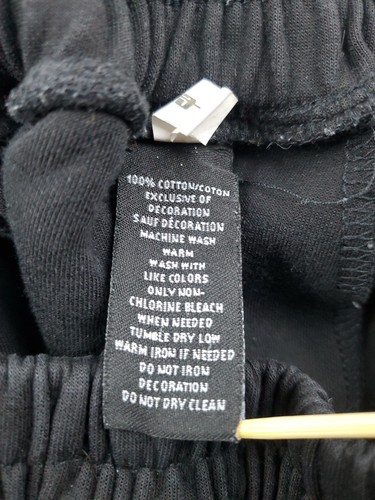 100% COTTON/COTON
EXCLUSIVE OF
DECORATION
SAUF DÉCORATION
MACHINE WASH
WARM
WASH WITH
LIKE COLORS
ONLY NON-
CHLORINE BLEACH
WHEN NEEDED
TUMBLE DRY LOW
WARM IRON IF NEEDED
DO NOT IRON
DECORATION
DO NOT DRY CLEAN